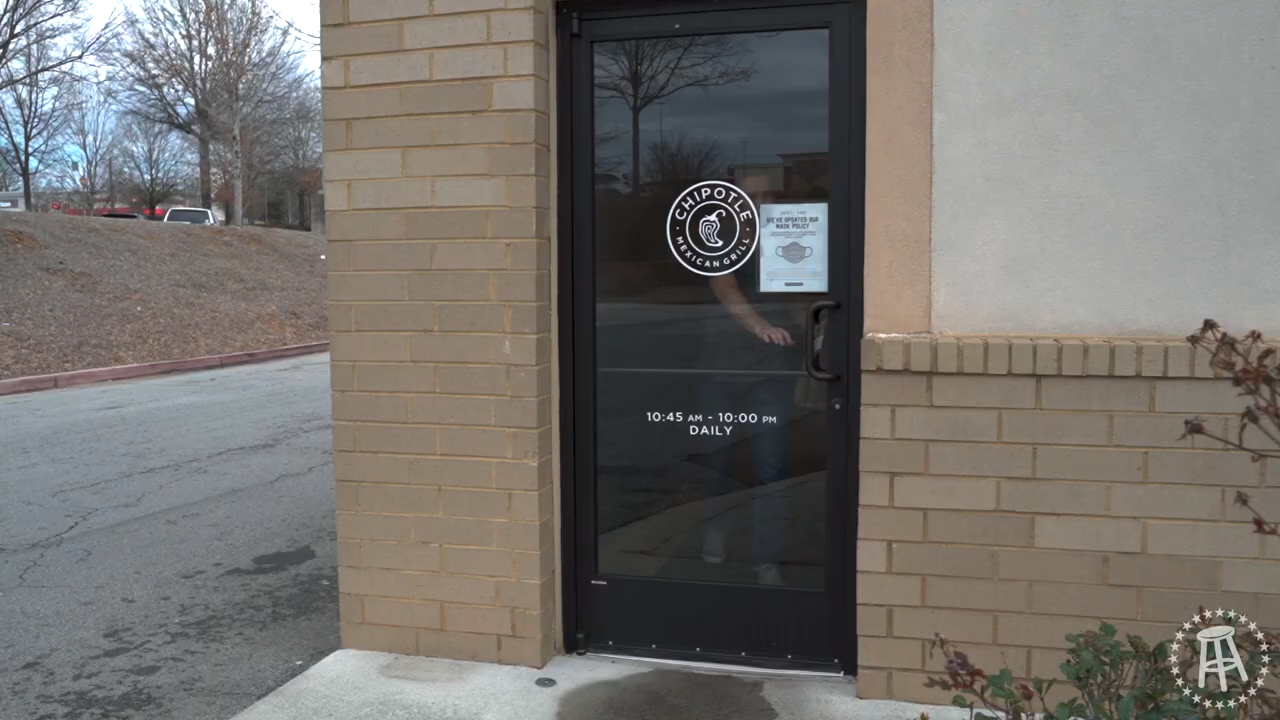 CHIPOTLE
MEXICAN GRILL
WE'VE UPDATED OUR
MASK POLICY
10:45 AM - 10:00 PM
DAILY